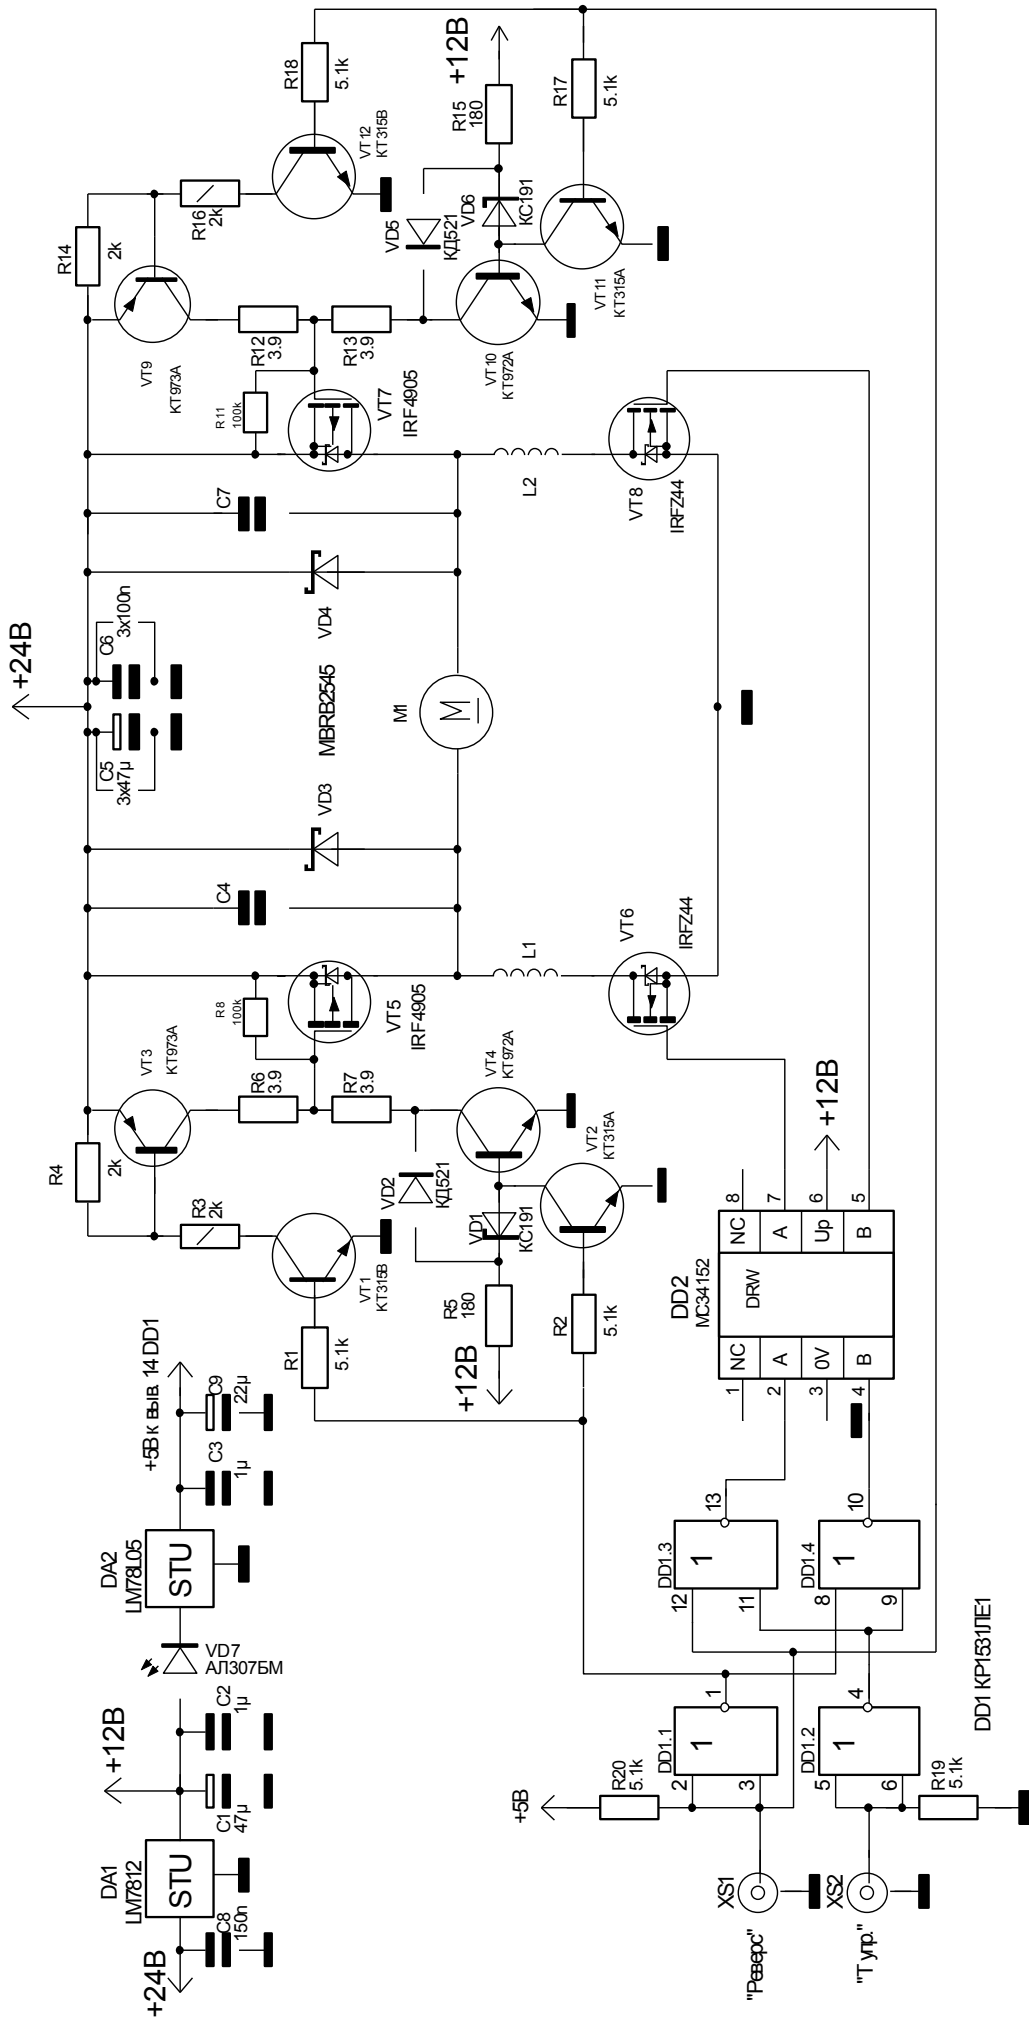 +24В
DA1
LM7812
STU
C8
150n
C1
47µ
+12В
C2
1µ
VD7
АЛ307БМ
DA2
LM78L05
STU
C3
1µ
C9
22µ
+5В к выв. 14 DD1
R4
2k
R3
2k
VT3
КТ973А
R1
5.1k
VT1
КТ315В
R6
3.9
R7
3.9
R8
100k
VT5
IRF4905
VD2
КД521
VD1
КС191
R5
180
+12В
VT4
КТ972А
VT2
КТ315А
R2
5.1k
C4
VD3
+24В
C5
3x47µ
C6
3x100n
MBRB2545
M1
M
VD4
C7
L1
L2
VT6
IRFZ44
VT8
IRFZ44
R11
100k
VT7
IRF4905
R12
3.9
R13
3.9
VT9
КТ973А
R14
2k
R16
2k
R18
5.1k
VT12
КТ315В
VD5
КД521
VD6
КС191
R15
180
+12В
VT10
КТ972А
VT11
КТ315А
R17
5.1k
+5В
R20
5.1k
XS1
"Реверс"
XS2
"Т упр."
R19
5.1k
DD1.1
1
2
3
1
DD1.2
1
5
6
4
DD1.3
1
12
11
13
DD1.4
1
8
9
10
DD1 КР1531ЛЕ1
DD2
MC34152
DRW
1
NC
2
A
3
0V
4
B
NC
8
A
7
Up
6
B
5
+12В